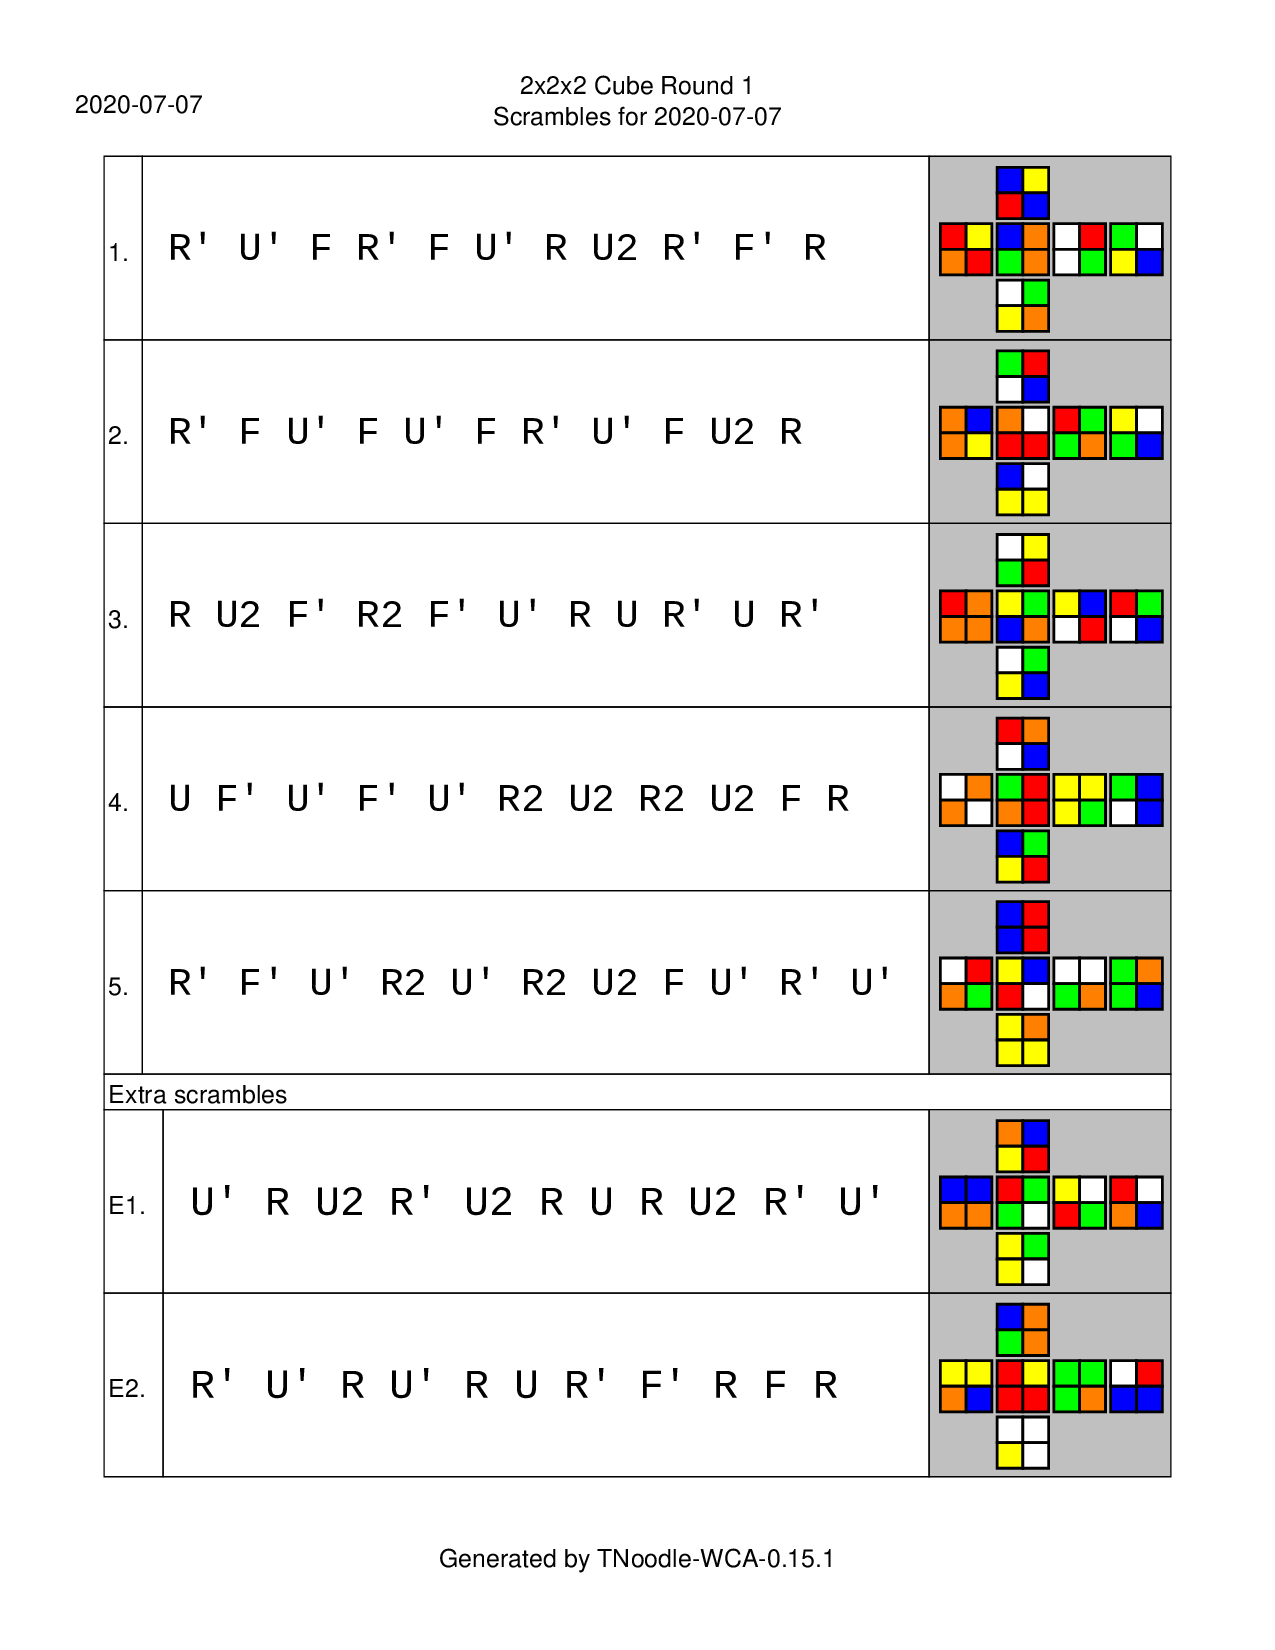 2020-07-07
2x2x2 Cube Round 1
Scrambles for 2020-07-07
1. R' U' F R' F U' R U2 R' F' R
2. R' F U' F U' F R' U' F U2 R
3. R U2 F' R2 F' U' R U R' U R'
4. U F' U' F' U' R2 U2 R2 U2 F R
5. R' F' U' R2 U' R2 U2 F U' R' U'
Extra scrambles
E1. U' R U2 R' U2 R U R U2 R' U'
E2. R' U' R U' R U R' F' R F R
Generated by TNoodle-WCA-0.15.1